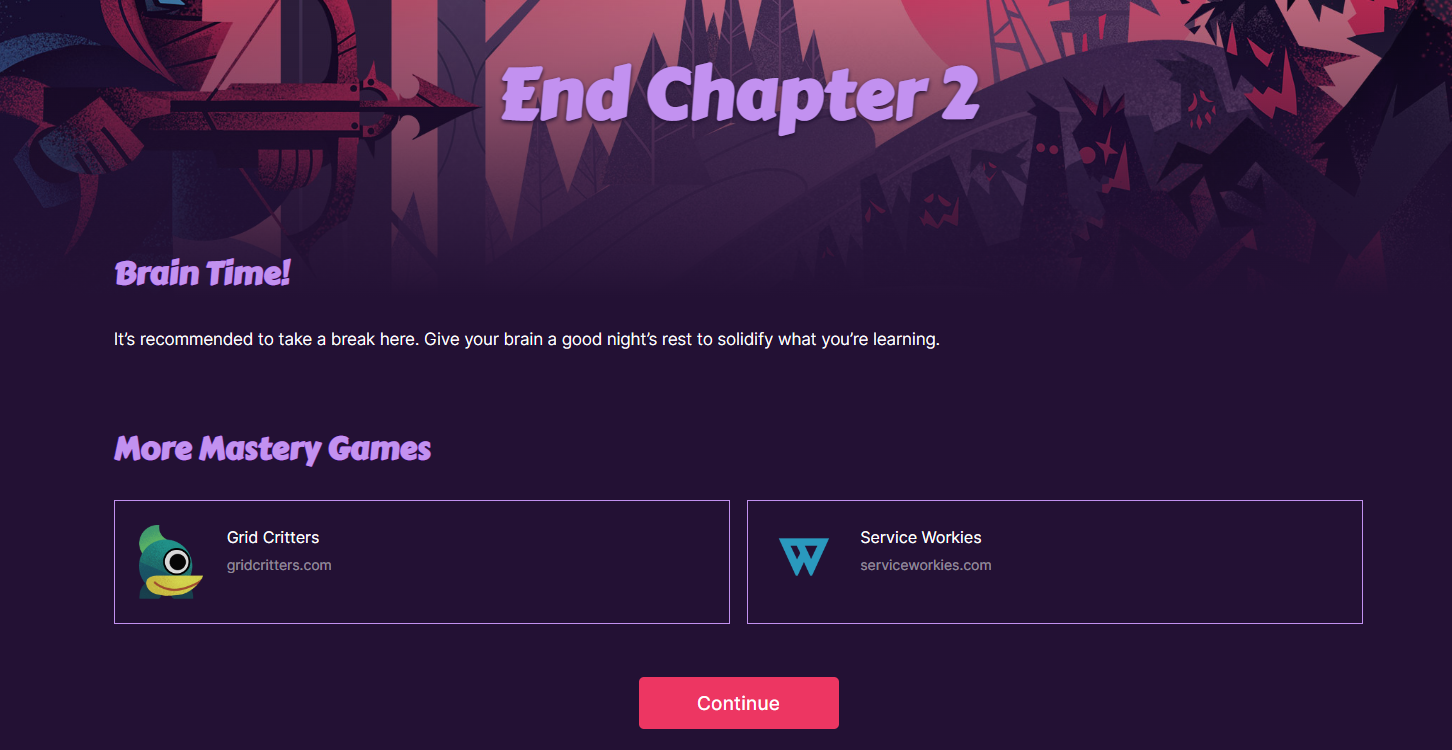 End Chapter 2
Brain Time!
It’s recommended to take a break here. Give your brain a good night’s rest to solidify what you’re learning.
More Mastery Games
Grid Critters
gridcritters.com
Service Workies
serviceworkies.com
Continue